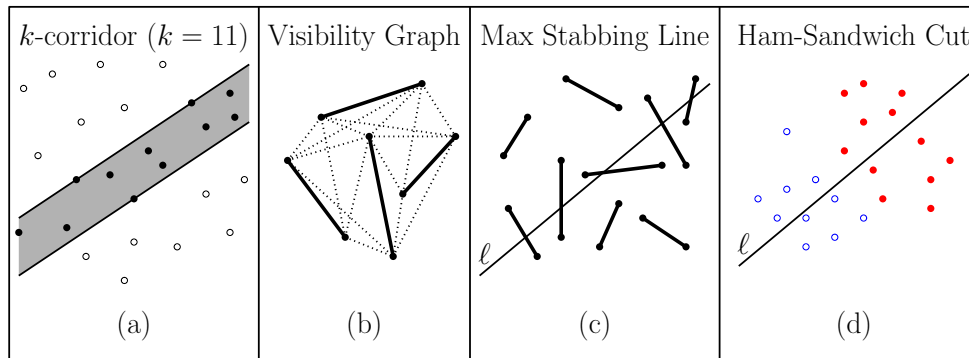 k-corridor (k = 11)
Visibility Graph
Max Stabbing Line
Ham-Sandwich Cut
ℓ
ℓ
(a)
(b)
(c)
(d)